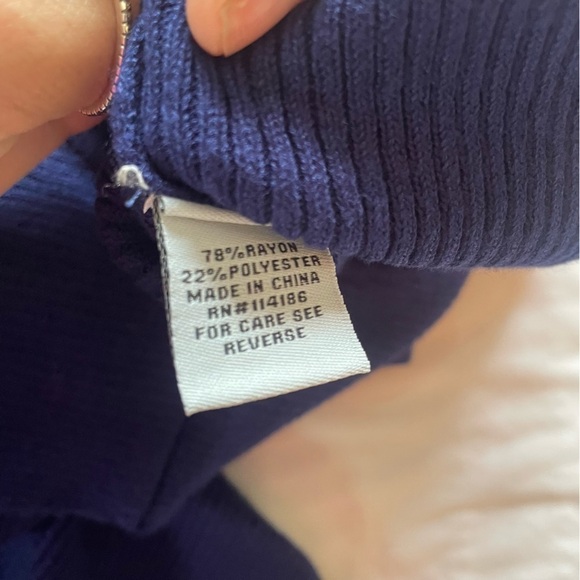 78%RAYON
22%POLYESTER
MADE IN CHINA
RN#114186
FOR CARE SEE
REVERSE